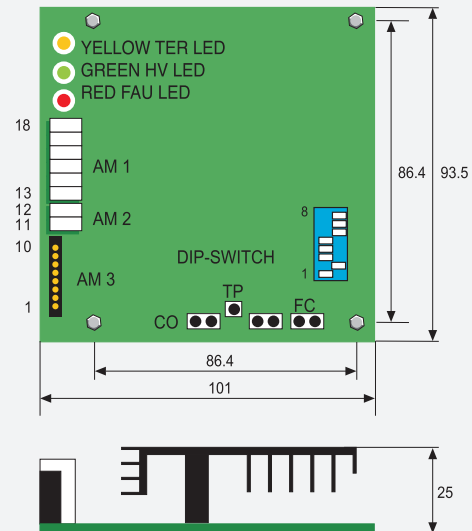 YELLOW TER LED
GREEN HV LED
RED FAU LED
18
AM 1
13
12
AM 2
11
10
AM 3
1
8
DIP-SWITCH
1
TP
CO
FC
86.4
93.5
86.4
101
25